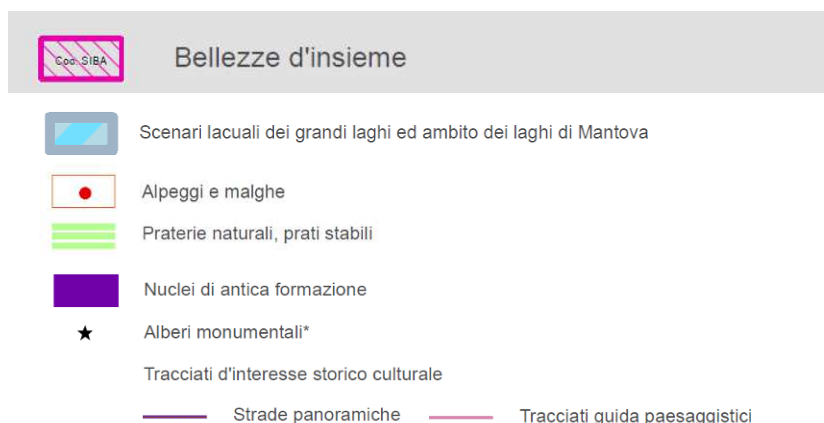 Cod. SIBA Bellezze d'insieme
Scenari lacuali dei grandi laghi ed ambito dei laghi di Mantova
Alpeggi e malghe
Praterie naturali, prati stabili
Nuclei di antica formazione
Alberi monumentali*
Tracciati d'interesse storico culturale
Strade panoramiche Tracciati guida paesaggistici